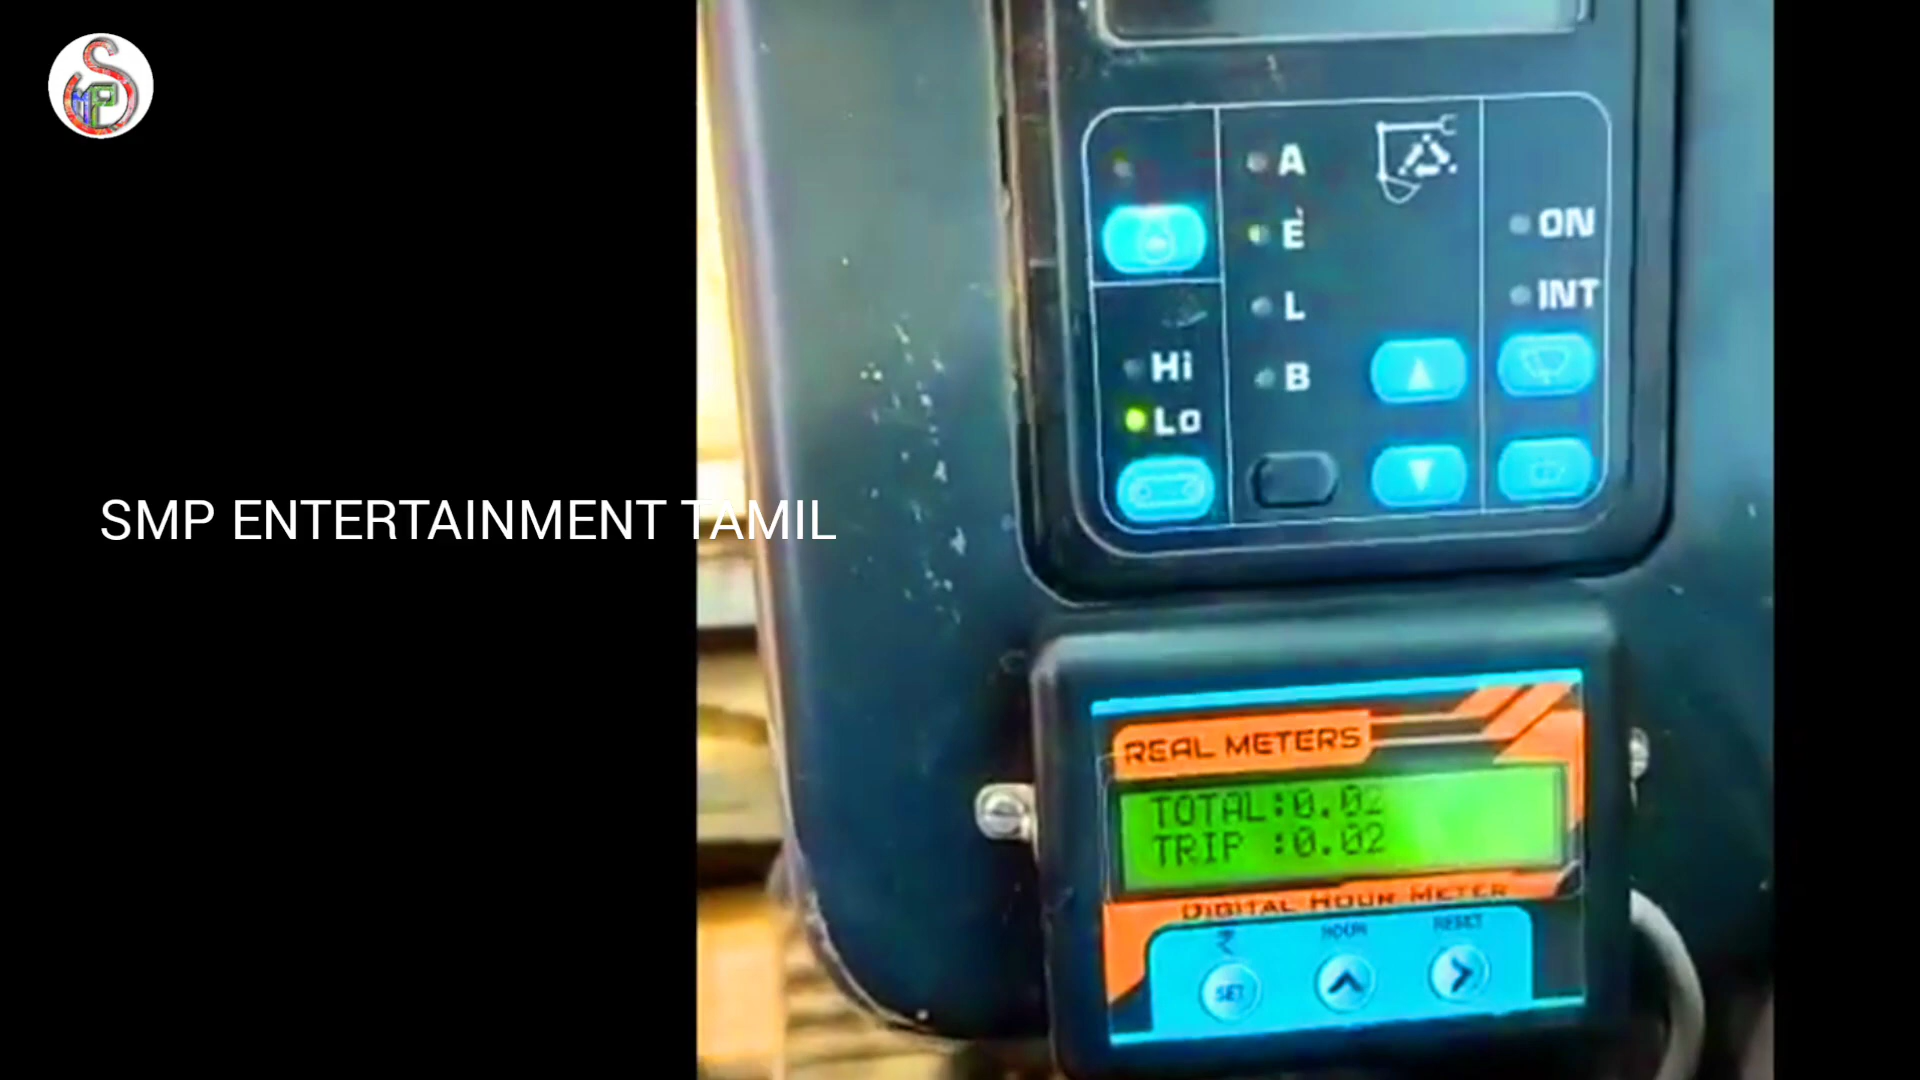 SMP
A
E
ON
L
INT
Hi
B
Lo
SMP ENTERTAINMENT TAMIL
REAL METERS
TOTAL:0.02
TRIP :0.02
DIGITAL HOUR METER
₹ HOUR RESET
SET